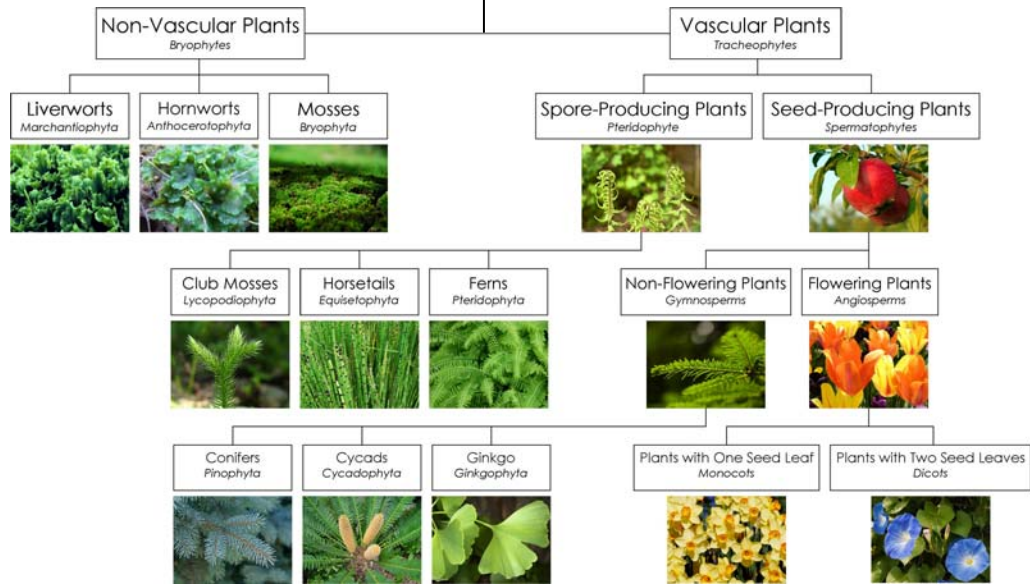 Non-Vascular Plants
Bryophytes
Vascular Plants
Tracheophytes
Liverworts
Marchantiophyta
Hornworts
Anthocerotophyta
Mosses
Bryophyta
Spore-Producing Plants
Pteridophyte
Seed-Producing Plants
Spermatophytes
Club Mosses
Lycopodiophyta
Horsetails
Equisetophyta
Ferns
Pteridophyta
Non-Flowering Plants
Gymnosperms
Flowering Plants
Angiosperms
Conifers
Pinophyta
Cycads
Cycadophyta
Ginkgo
Ginkgophyta
Plants with One Seed Leaf
Monocots
Plants with Two Seed Leaves
Dicots